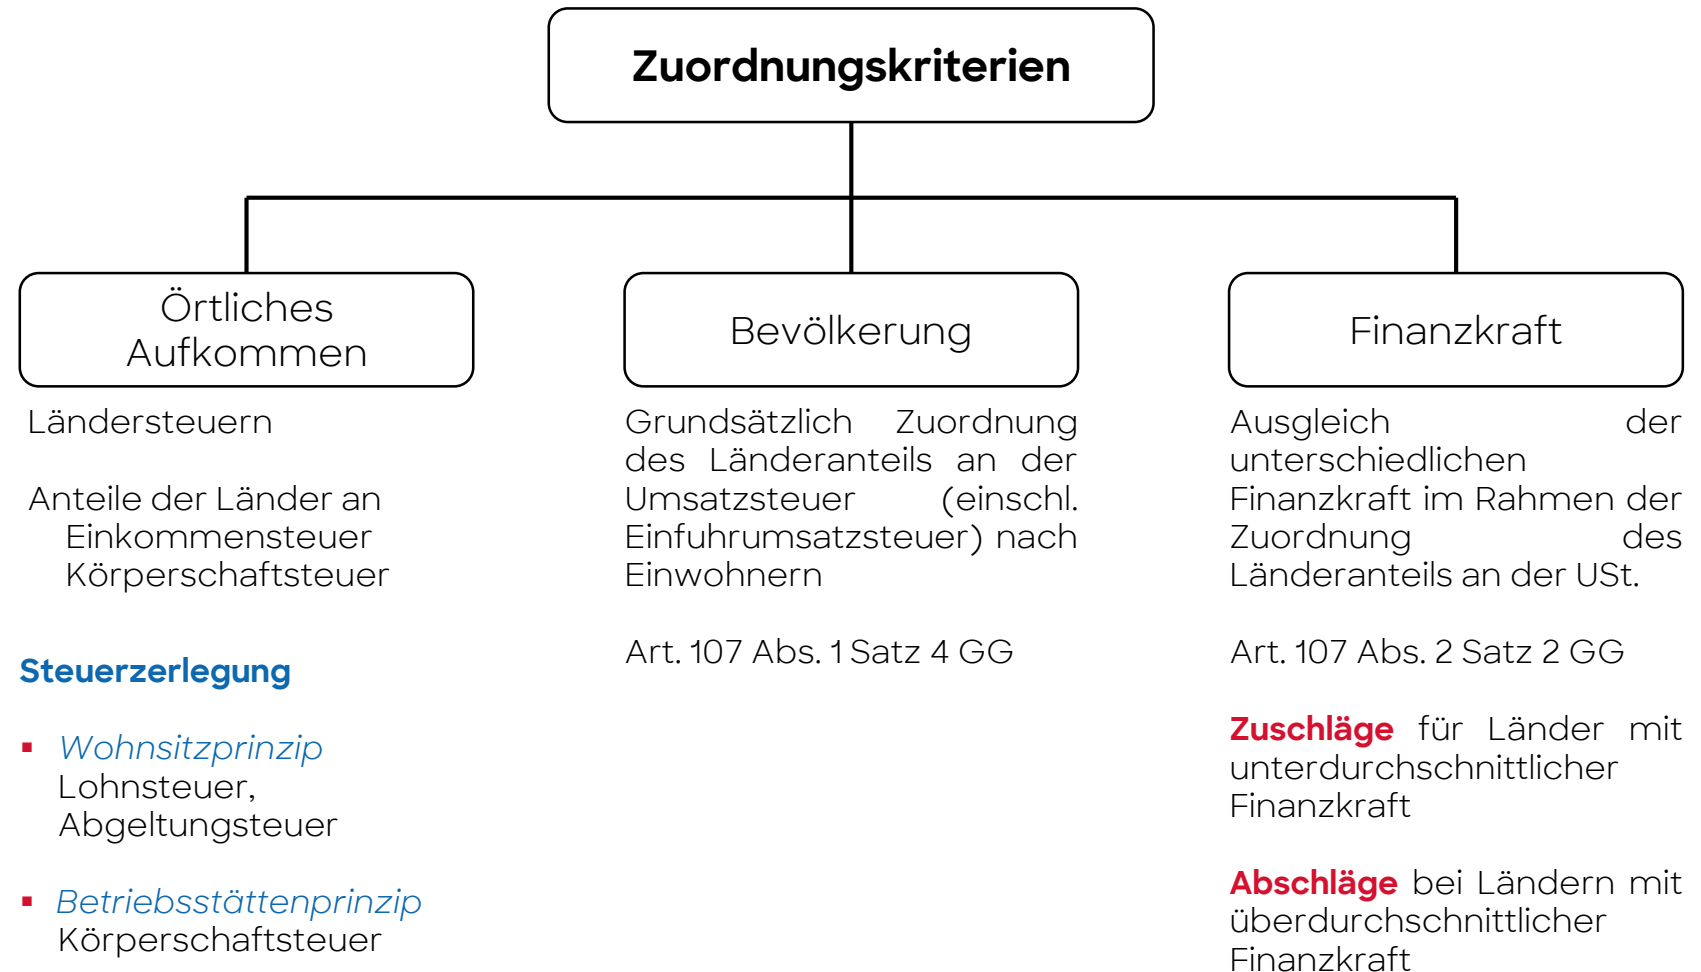 Zuordnungskriterien
Örtliches
Aufkommen
Ländersteuern
Anteile der Länder an
Einkommensteuer
Körperschaftsteuer
Steuerzerlegung
▪ Wohnsitzprinzip
Lohnsteuer,
Abgeltungsteuer
▪ Betriebsstättenprinzip
Körperschaftsteuer
Bevölkerung
Grundsätzlich Zuordnung
des Länderanteils an der
Umsatzsteuer (einschl.
Einfuhrumsatzsteuer) nach
Einwohnern
Art. 107 Abs. 1 Satz 4 GG
Finanzkraft
Ausgleich der
unterschiedlichen
Finanzkraft im Rahmen der
Zuordnung des
Länderanteils an der USt.
Art. 107 Abs. 2 Satz 2 GG
Zuschläge für Länder mit
unterdurchschnittlicher
Finanzkraft
Abschläge bei Ländern mit
überdurchschnittlicher
Finanzkraft